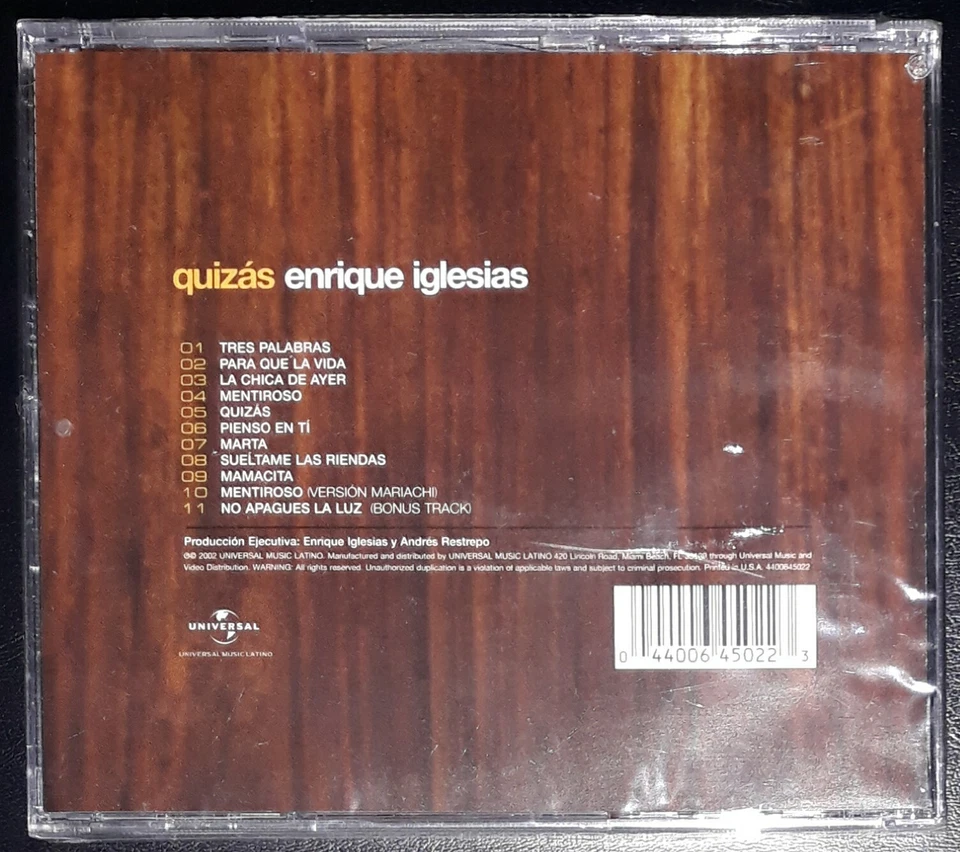 quizás enrique iglesias
01 TRES PALABRAS
02 PARA QUE LA VIDA
03 LA CHICA DE AYER
04 MENTIROSO
05 QUIZÁS
06 PIENSO EN TÍ
07 MARTA
08 SUELTAME LAS RIENDAS
09 MAMACITA
10 MENTIROSO (VERSIÓN MARIACHI)
11 NO APAGUES LA LUZ (BONUS TRACK)
Producción Ejecutiva: Enrique Iglesias y Andrés Restrepo
℗© 2002 UNIVERSAL MUSIC LATINO. Manufactured and distributed by UNIVERSAL MUSIC LATINO 420 Lincoln Road, Miami Beach, FL through Universal Music and
Video Distribution. WARNING: All rights reserved. Unauthorized duplication is a violation of applicable laws and subject to criminal prosecution. Printed in U.S.A. 4400645022
UNIVERSAL
UNIVERSAL MUSIC LATINO
0 44006 45022 3